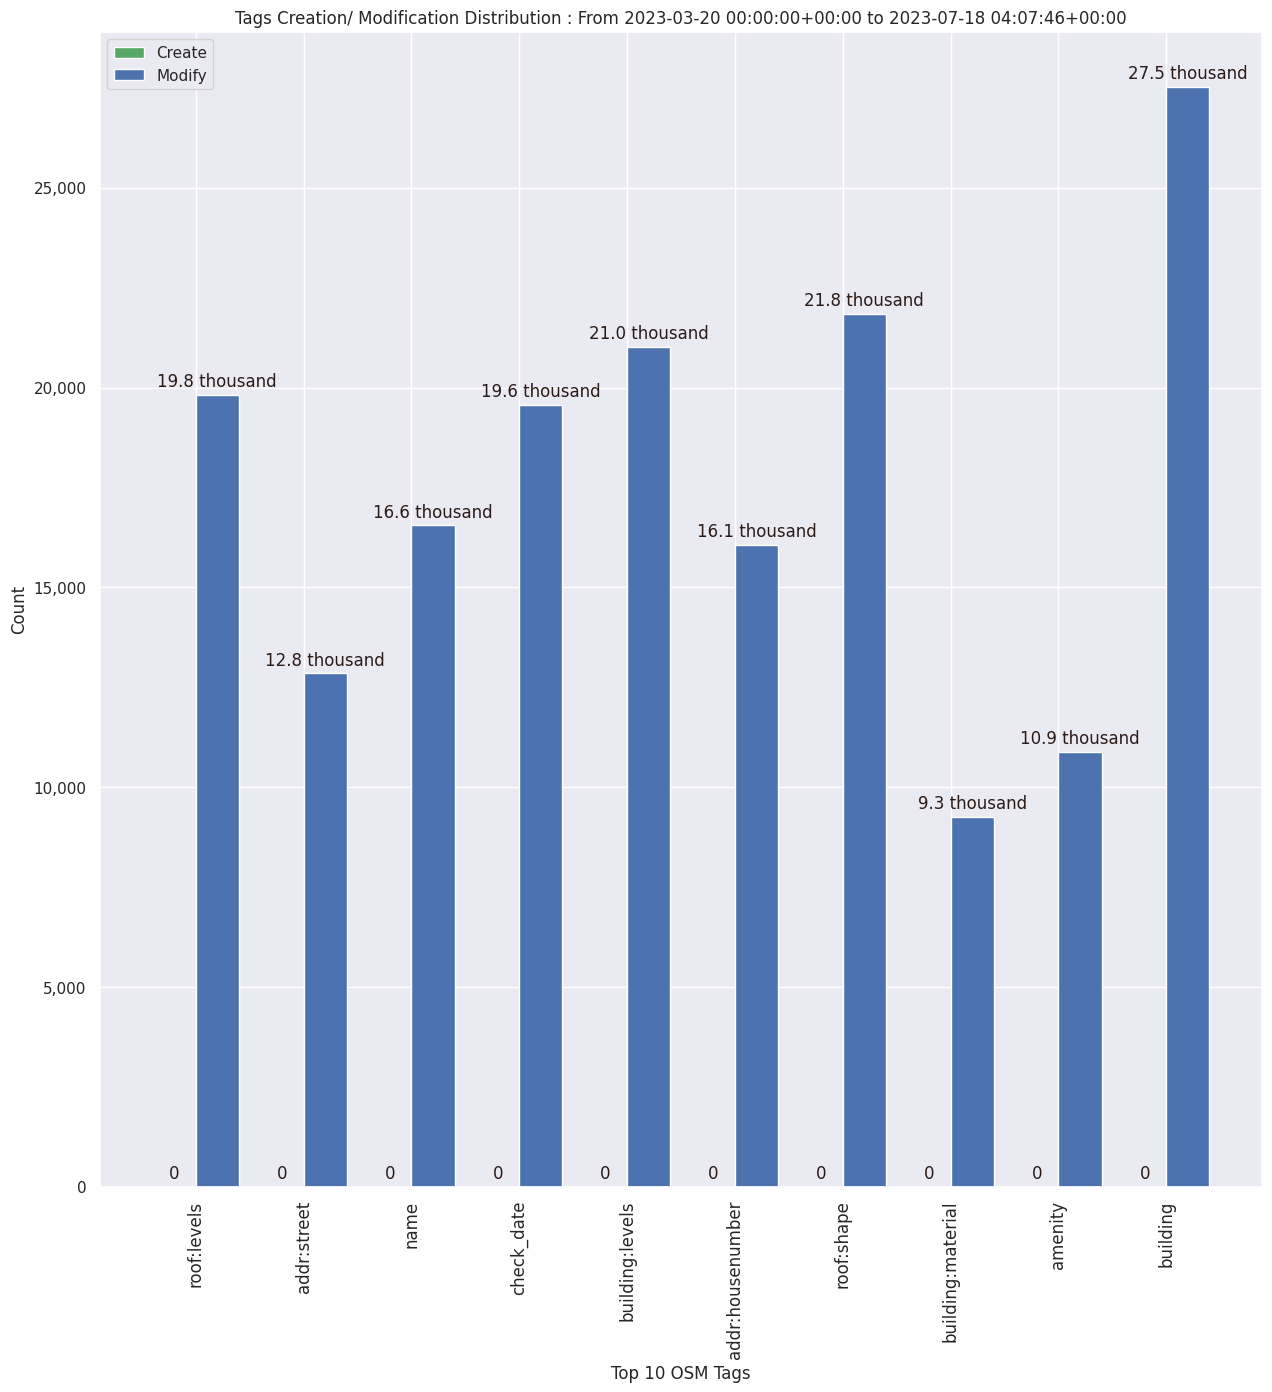 Tags Creation/ Modification Distribution : From 2023-03-20 00:00:00+00:00 to 2023-07-18 04:07:46+00:00
Create
Modify
27.5 thousand
25,000
21.8 thousand
21.0 thousand
20,000
19.8 thousand
19.6 thousand
16.6 thousand
16.1 thousand
15,000
12.8 thousand
10.9 thousand
10,000
9.3 thousand
5,000
0
0 0 0 0 0 0 0 0 0 0
Count
roof:levels
addr:street
name
check_date
building:levels
addr:housenumber
roof:shape
building:material
amenity
building
Top 10 OSM Tags